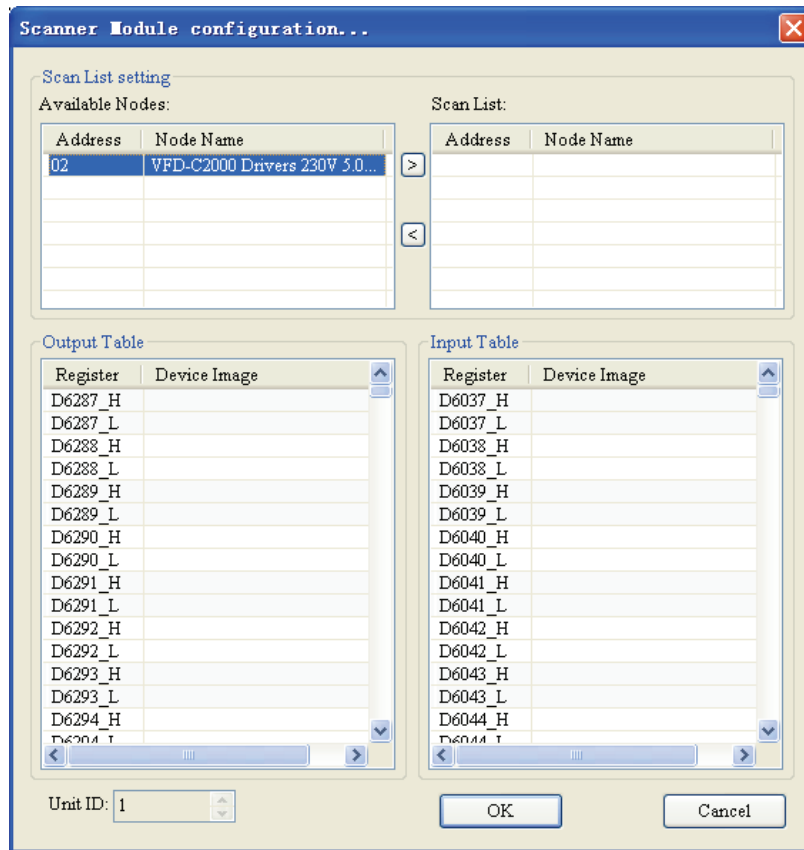 Scanner Module configuration...
Scan List setting
Available Nodes:
Address Node Name
02 VFD-C2000 Drivers 230V 5.0...
>
<
Scan List:
Address Node Name
Output Table
Register Device Image
D6287_H
D6287_L
D6288_H
D6288_L
D6289_H
D6289_L
D6290_H
D6290_L
D6291_H
D6291_L
D6292_H
D6292_L
D6293_H
D6293_L
D6294_H
D6294_L
Input Table
Register Device Image
D6037_H
D6037_L
D6038_H
D6038_L
D6039_H
D6039_L
D6040_H
D6040_L
D6041_H
D6041_L
D6042_H
D6042_L
D6043_H
D6043_L
D6044_H
D6044_L
Unit ID: 1
OK
Cancel